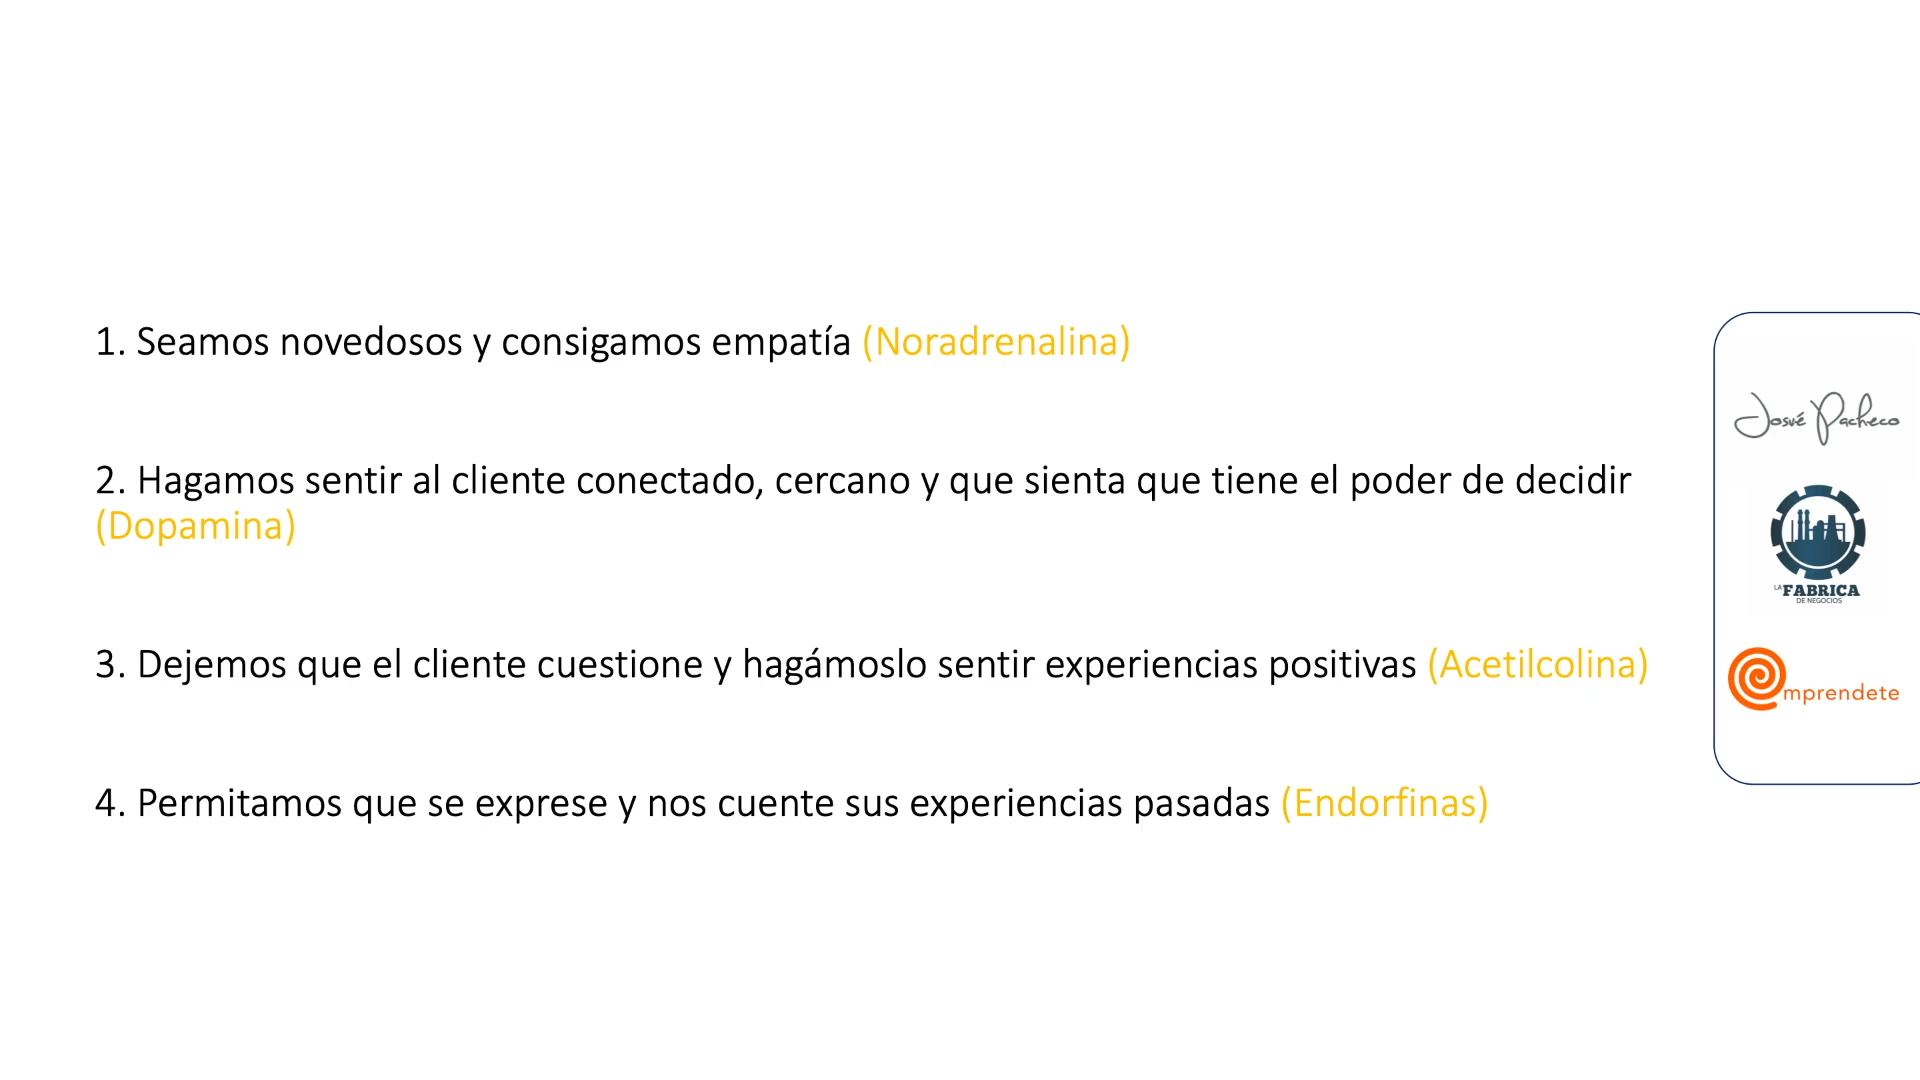 1. Seamos novedosos y consigamos empatía (Noradrenalina)
2. Hagamos sentir al cliente conectado, cercano y que sienta que tiene el poder de decidir
(Dopamina)
3. Dejemos que el cliente cuestione y hagámoslo sentir experiencias positivas (Acetilcolina)
4. Permitamos que se exprese y nos cuente sus experiencias pasadas (Endorfinas)
Josué Pacheco
LA FABRICA
DE NEGOCIOS
mprendete